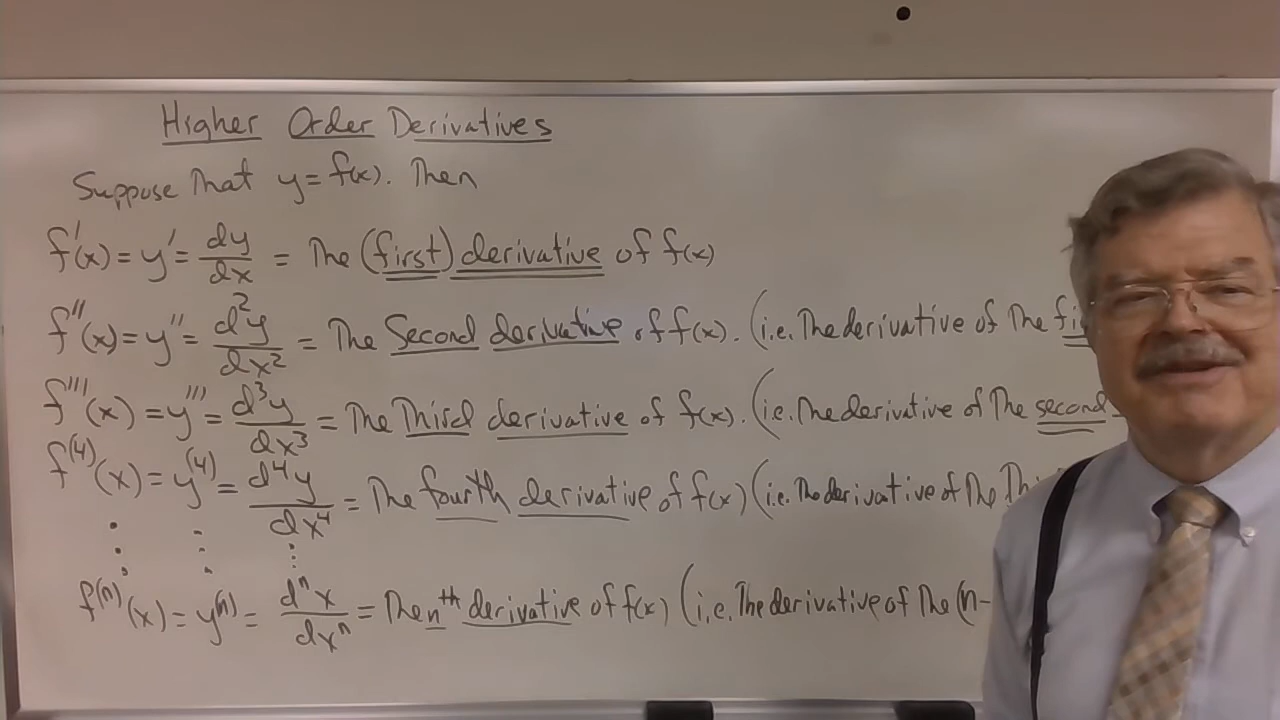 Higher Order Derivatives
Suppose That y = f(x). Then
f'(x) = y' = dy/dx = The (first) derivative of f(x)
f''(x) = y'' = d²y/dx² = The Second derivative of f(x). (i.e. The derivative of The fi
f'''(x) = y''' = d³y/dx³ = The Third derivative of f(x). (i.e. The derivative of The second
f⁽⁴⁾(x) = y⁽⁴⁾ = d⁴y/dx⁴ = The fourth derivative of f(x) (i.e. The derivative of The Thi
⋮ ⋮ ⋮
f⁽ⁿ⁾(x) = y⁽ⁿ⁾ = dⁿx/dxⁿ = The nᵗʰ derivative of f(x) (i.e. The derivative of The (n-